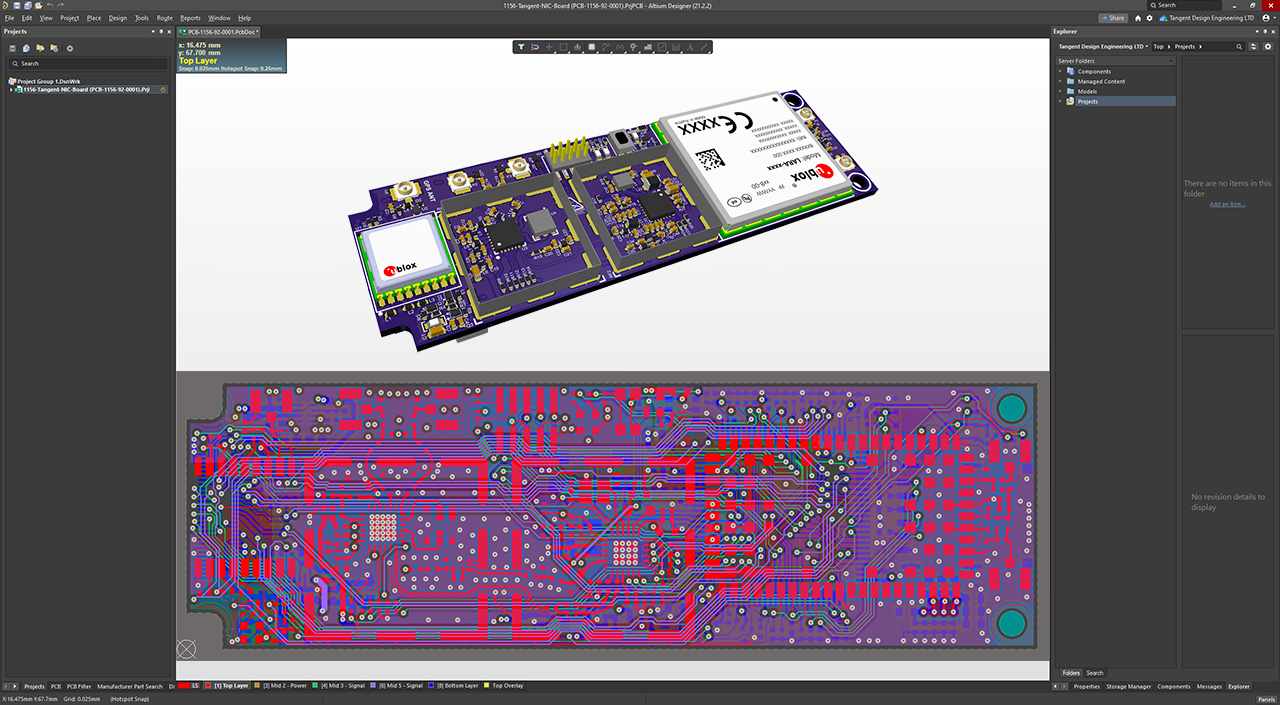 1156-Tangent-NIC-Board (PCB-1156-92-0001).PrjPCB - Altium Designer (21.2.2)
Search
File Edit View Project Place Design Tools Route Reports Window Help
Share
Tangent Design Engineering LTD
Projects
PCB-1156-92-0001.PcbDoc *
Explorer
x: 16.475 mm
y: 67.700 mm
Top Layer
Snap: 0.025mm Hotspot Snap: 0.25mm
Tangent Design Engineering LTD Top Projects
Search
Server Folders
Components
Managed Content
Models
Projects
Project Group 1.DsnWrk
1156-Tangent-NIC-Board (PCB-1156-92-0001).Prj
There are no items in this
folder
Add an item...
CE XXXX
Model: LARA-xxxx
ublox
GPS ANT
ublox
No revision details to
display
Folders Search
Projects PCB PCB Filter Manufacturer Part Search Di
LS [1] Top Layer [3] Mid 2 - Power [4] Mid 3 - Signal [6] Mid 5 - Signal [8] Bottom Layer Top Overlay
Properties Storage Manager Components Messages Explorer
X:16.475mm Y:67.7mm Grid: 0.025mm (Hotspot Snap)
Panels